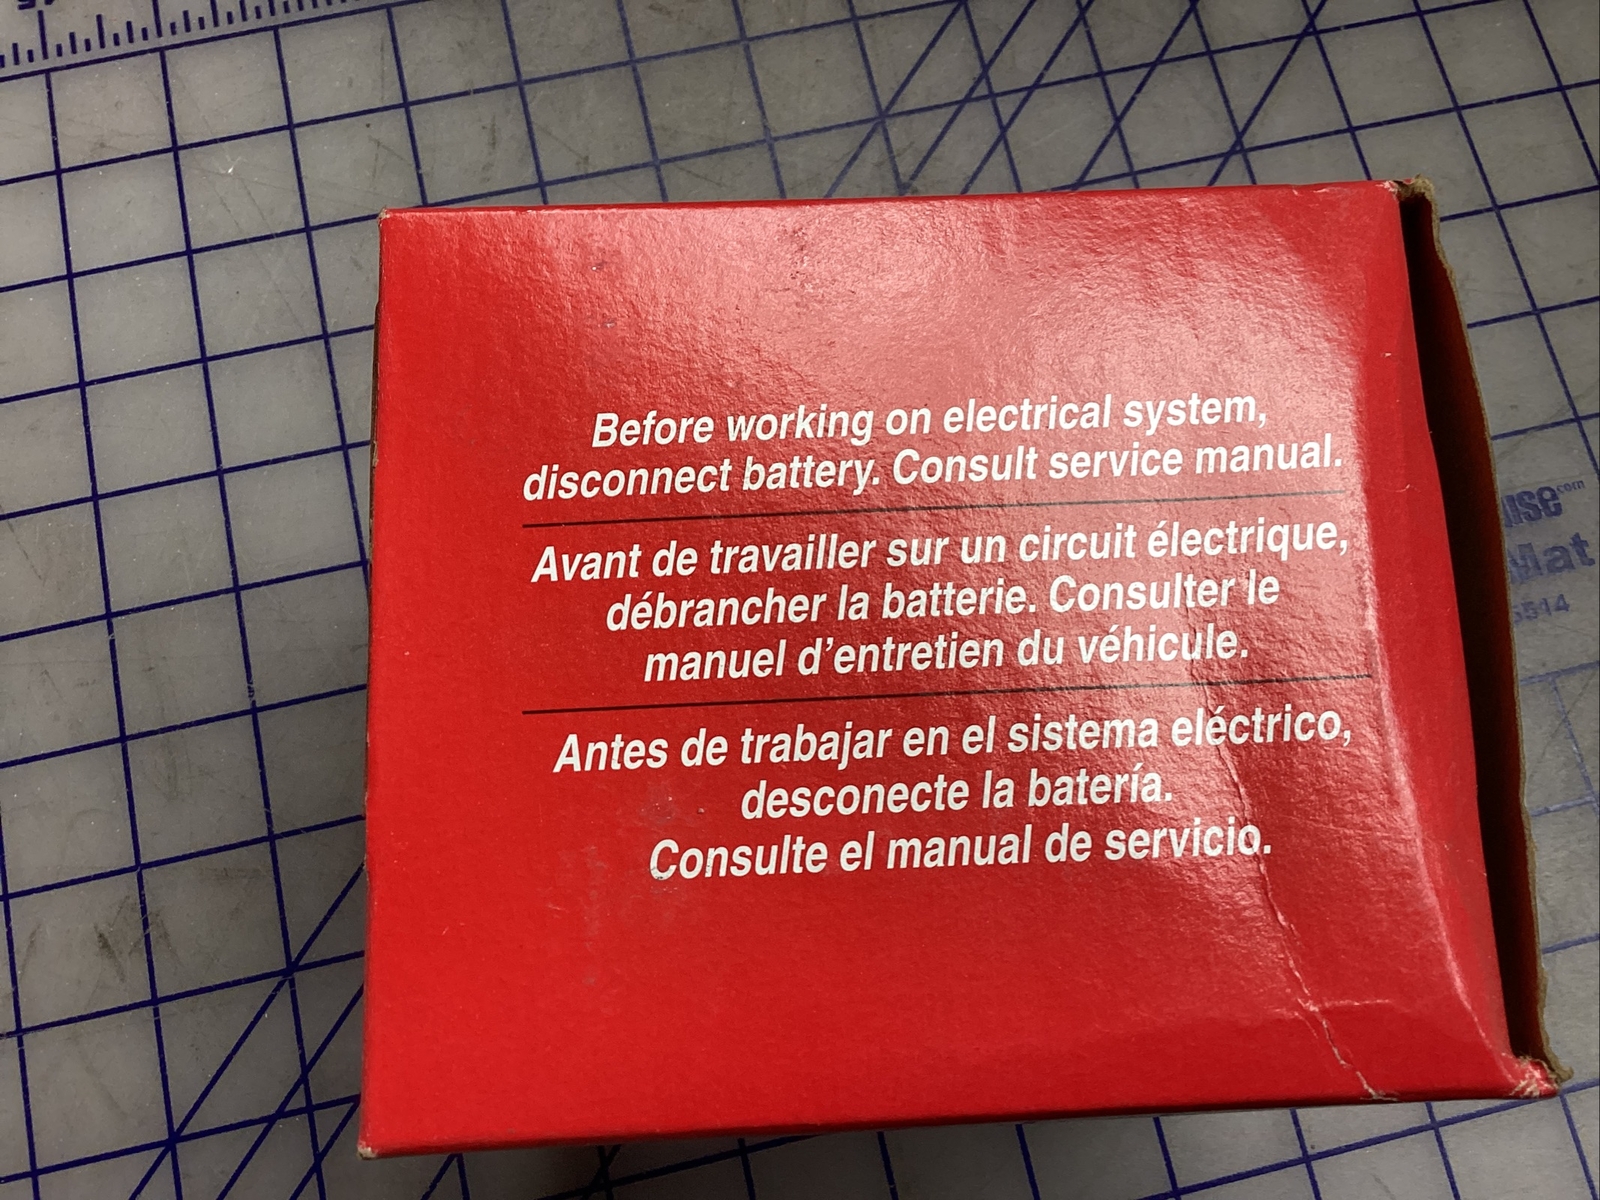 Before working on electrical system,
disconnect battery. Consult service manual.
Avant de travailler sur un circuit électrique,
débrancher la batterie. Consulter le
manuel d'entretien du véhicule.
Antes de trabajar en el sistema eléctrico,
desconecte la batería.
Consulte el manual de servicio.
Mat